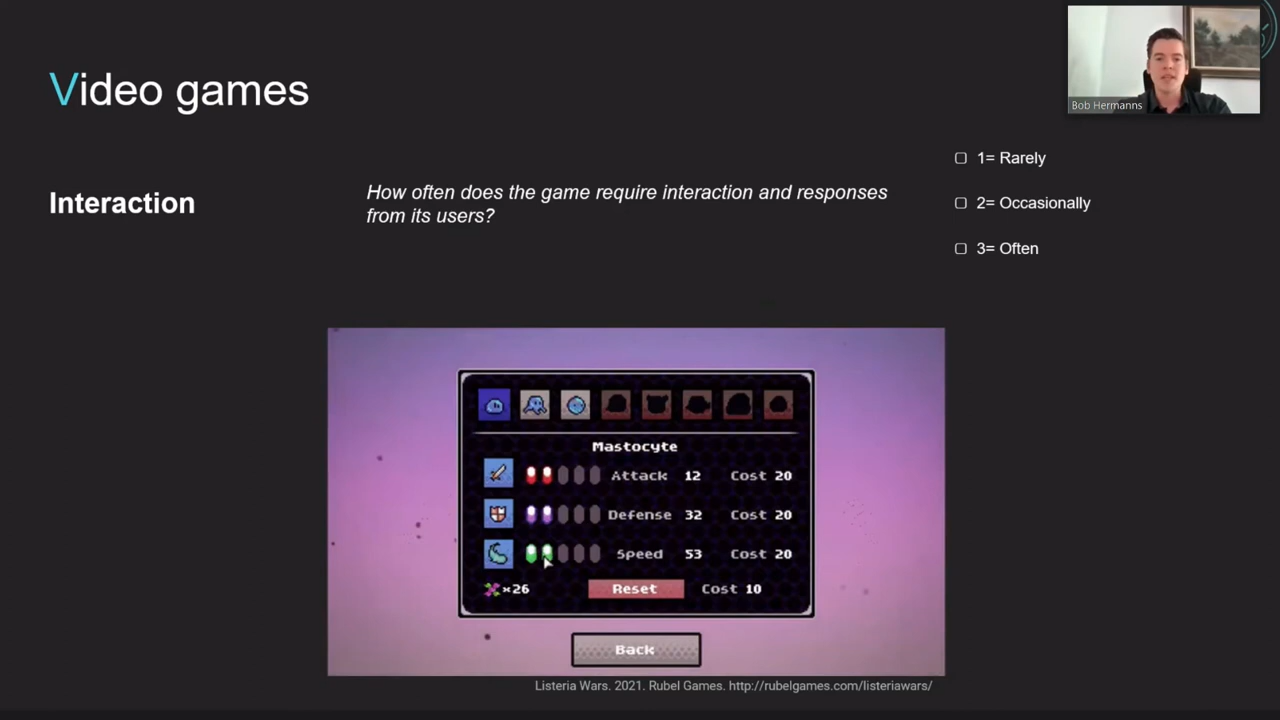 Video games
Bob Hermanns
Interaction
How often does the game require interaction and responses
from its users?
1= Rarely
2= Occasionally
3= Often
Mastocyte
Attack 12 Cost 20
Defense 32 Cost 20
Speed 53 Cost 20
×26 Reset Cost 10
Back
Listeria Wars. 2021. Rubel Games. http://rubelgames.com/listeriawars/